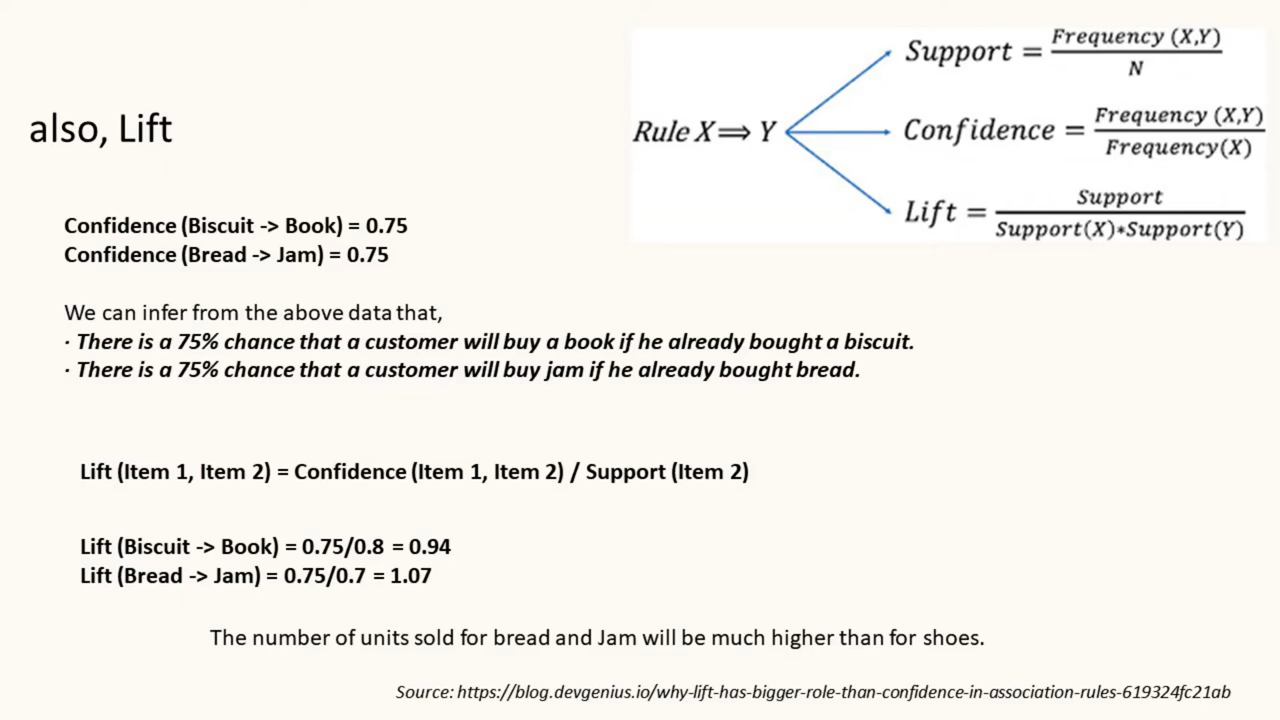 also, Lift
Rule X ⟹ Y
Support = Frequency (X,Y) / N
Confidence = Frequency (X,Y) / Frequency(X)
Lift = Support / Support(X)*Support(Y)
Confidence (Biscuit -> Book) = 0.75
Confidence (Bread -> Jam) = 0.75
We can infer from the above data that,
· There is a 75% chance that a customer will buy a book if he already bought a biscuit.
· There is a 75% chance that a customer will buy jam if he already bought bread.
Lift (Item 1, Item 2) = Confidence (Item 1, Item 2) / Support (Item 2)
Lift (Biscuit -> Book) = 0.75/0.8 = 0.94
Lift (Bread -> Jam) = 0.75/0.7 = 1.07
The number of units sold for bread and Jam will be much higher than for shoes.
Source: https://blog.devgenius.io/why-lift-has-bigger-role-than-confidence-in-association-rules-619324fc21ab